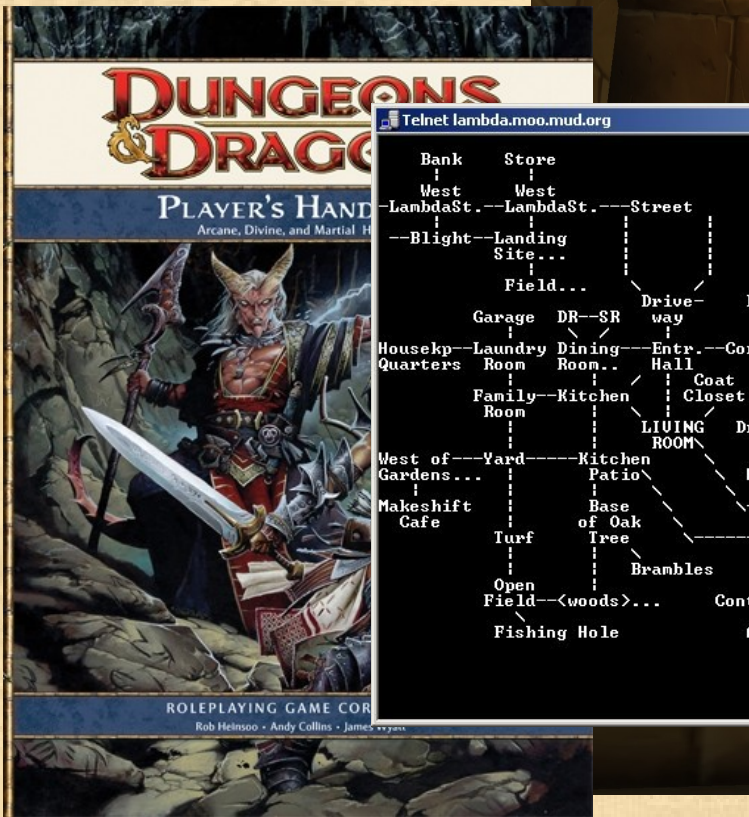 DUNGEONS
& DRAG
PLAYER'S HAND
Arcane, Divine, and Martial H
ROLEPLAYING GAME COR
Rob Heinsoo • Andy Collins • James Wyatt
Telnet lambda.moo.mud.org
Bank Store
West West
-LambdaSt.--LambdaSt.---Street
--Blight--Landing
Site...
Field...
Drive-
Garage DR--SR way
Housekp--Laundry Dining---Entr.--Cor
Quarters Room Room.. Hall
Coat
Family--Kitchen Closet
Room
LIVING D
ROOM
West of---Yard-----Kitchen
Gardens... Patio
Makeshift Base
Cafe of Oak
Turf Tree
Brambles
Open
Field--<woods>... Cont
Fishing Hole